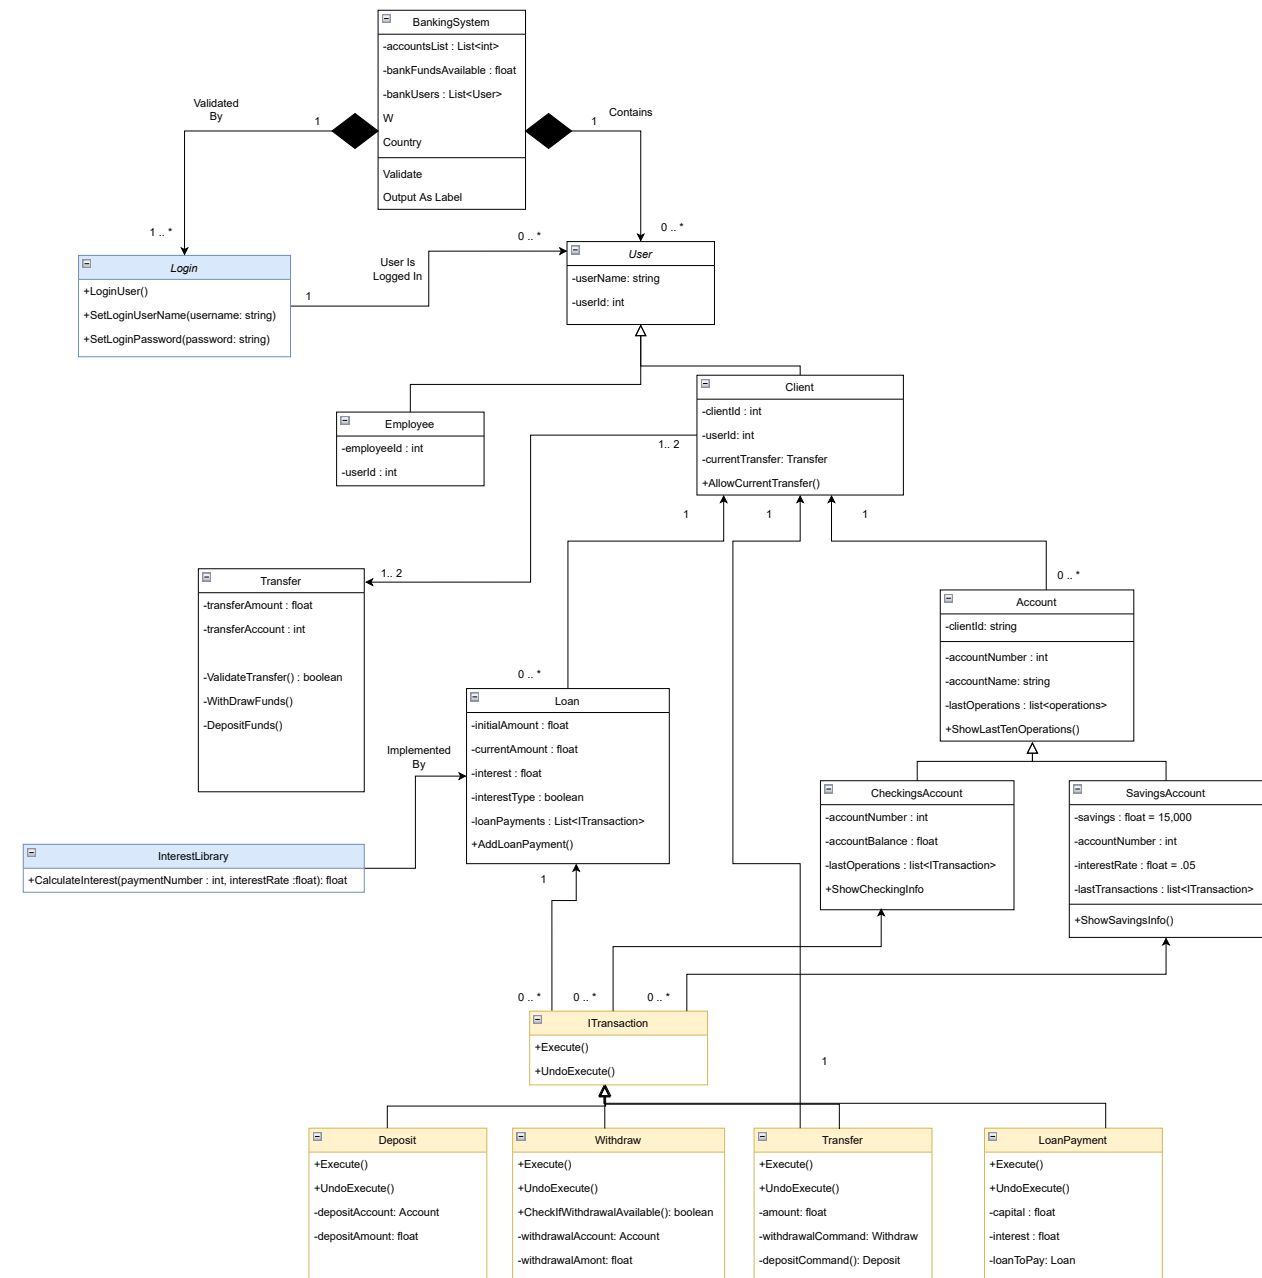 BankingSystem
-accountsList : List<int>
-bankFundsAvailable : float
-bankUsers : List<User>
W
Country
Validate
Output As Label
Validated
By
1
1
Contains
1 .. *
0 .. *
0 .. *
Login
+LoginUser()
+SetLoginUserName(username: string)
+SetLoginPassword(password: string)
User Is
Logged In
1
User
-userName: string
-userId: int
Employee
-employeeId : int
-userId : int
Client
-clientId : int
-userId: int
-currentTransfer: Transfer
+AllowCurrentTransfer()
1.. 2
1
1
1
1.. 2
0 .. *
Transfer
-transferAmount : float
-transferAccount : int
-ValidateTransfer() : boolean
-WithDrawFunds()
-DepositFunds()
Account
-clientId: string
-accountNumber : int
-accountName: string
-lastOperations : list<operations>
+ShowLastTenOperations()
0 .. *
Loan
-initialAmount : float
-currentAmount : float
-interest : float
-interestType : boolean
-loanPayments : List<ITransaction>
+AddLoanPayment()
Implemented
By
CheckingsAccount
-accountNumber : int
-accountBalance : float
-lastOperations : list<ITransaction>
+ShowCheckingInfo
SavingsAccount
-savings : float = 15,000
-accountNumber : int
-interestRate : float = .05
-lastTransactions : list<ITransaction>
+ShowSavingsInfo()
InterestLibrary
+CalculateInterest(paymentNumber : int, interestRate :float): float
1
0 .. *
0 .. *
0 .. *
ITransaction
+Execute()
+UndoExecute()
1
Deposit
+Execute()
+UndoExecute()
-depositAccount: Account
-depositAmount: float
Withdraw
+Execute()
+UndoExecute()
+CheckIfWithdrawalAvailable(): boolean
-withdrawalAccount: Account
-withdrawalAmont: float
Transfer
+Execute()
+UndoExecute()
-amount: float
-withdrawalCommand: Withdraw
-depositCommand(): Deposit
LoanPayment
+Execute()
+UndoExecute()
-capital : float
-interest : float
-loanToPay: Loan